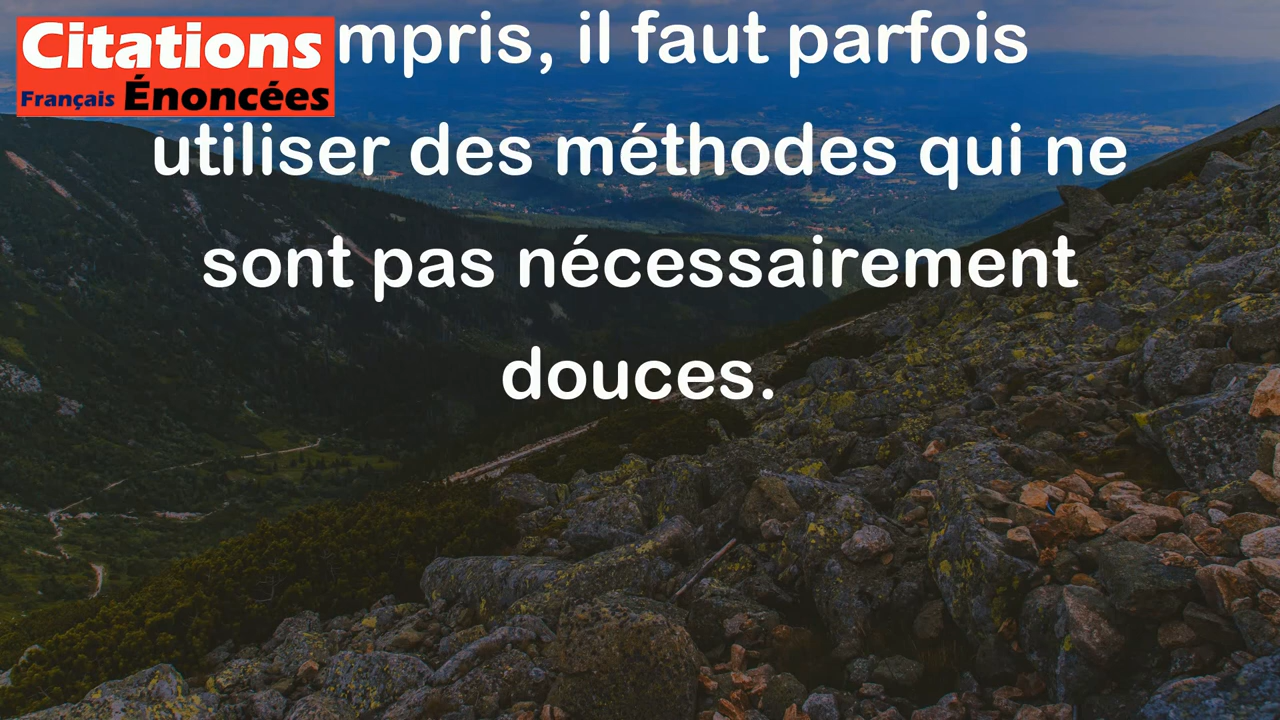 Citations
Français Énoncées
mpris, il faut parfois
utiliser des méthodes qui ne
sont pas nécessairement
douces.